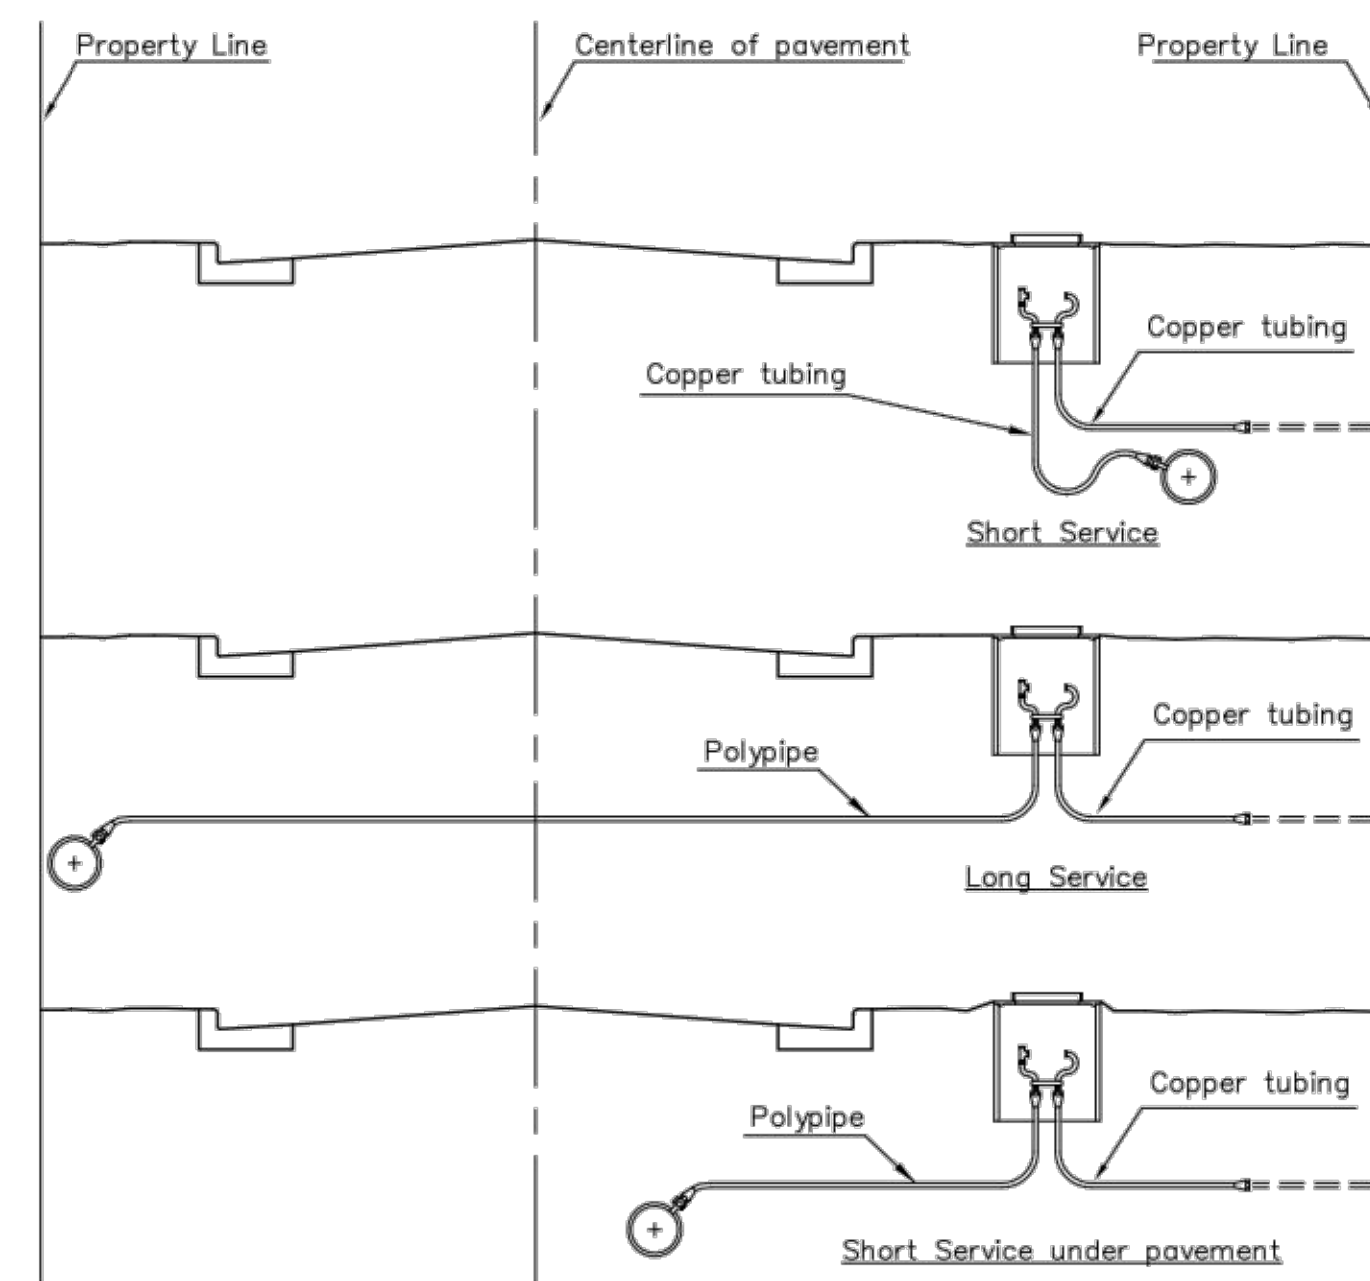 Property Line
Centerline of pavement
Property Line
Copper tubing
Copper tubing
Short Service
Copper tubing
Polypipe
Long Service
Copper tubing
Polypipe
Short Service under pavement